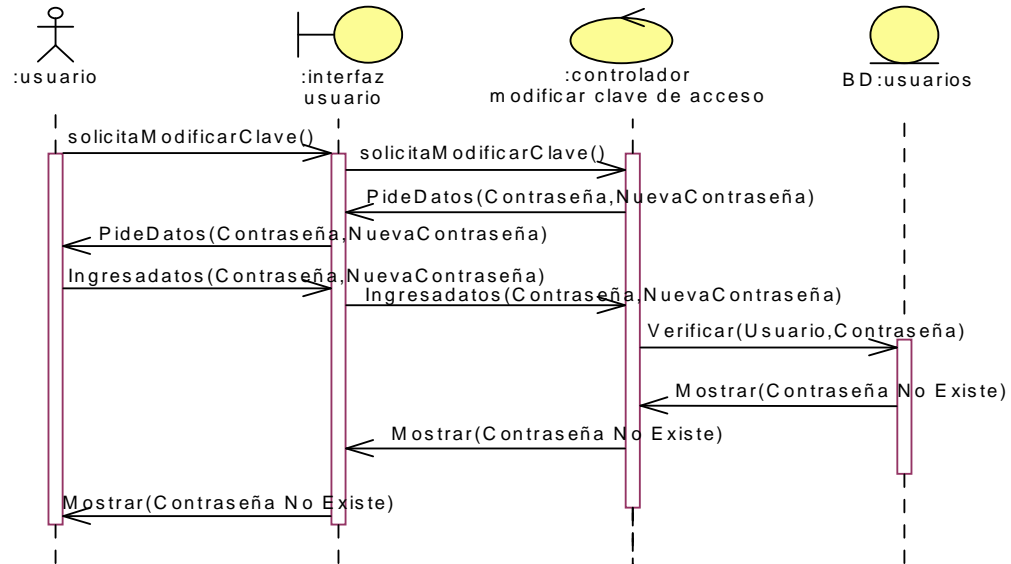 :usuario
:interfaz
usuario
:controlador
modificar clave de acceso
BD:usuarios
solicitaModificarClave()
solicitaModificarClave()
PideDatos(Contraseña,NuevaContraseña)
PideDatos(Contraseña,NuevaContraseña)
Ingresadatos(Contraseña,NuevaContraseña)
Ingresadatos(Contraseña,NuevaContraseña)
Verificar(Usuario,Contraseña)
Mostrar(Contraseña No Existe)
Mostrar(Contraseña No Existe)
Mostrar(Contraseña No Existe)